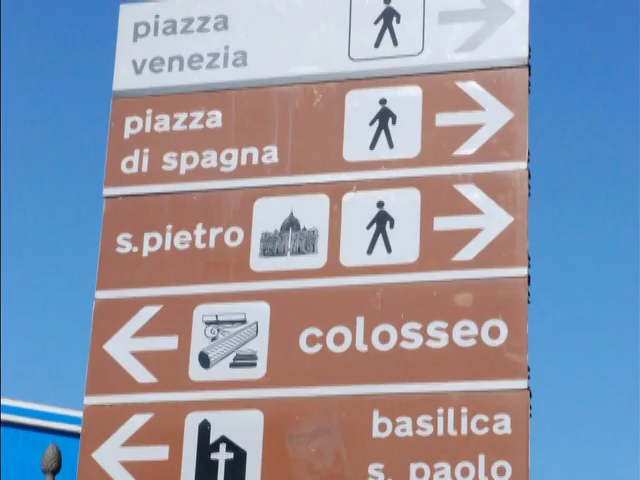 piazza
venezia
piazza
di spagna
s.pietro
colosseo
basilica
s. paolo